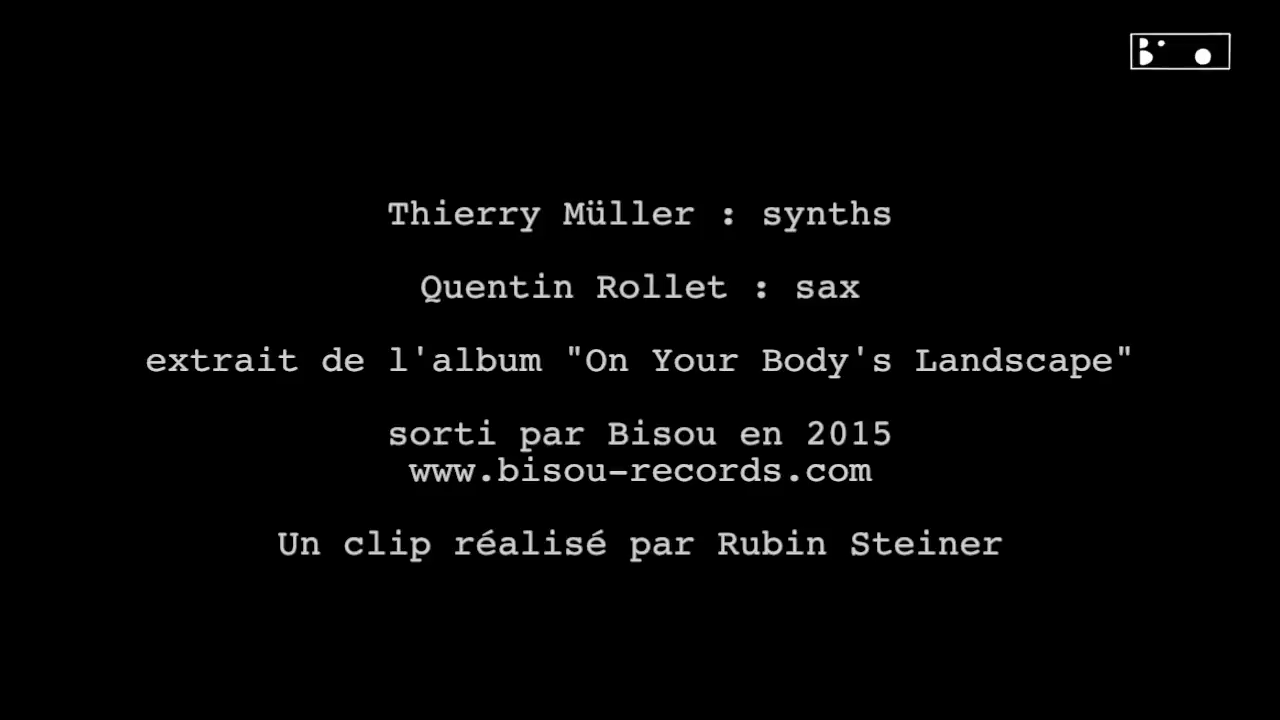 Thierry Müller : synths
Quentin Rollet : sax
extrait de l'album "On Your Body's Landscape"
sorti par Bisou en 2015
www.bisou-records.com
Un clip réalisé par Rubin Steiner